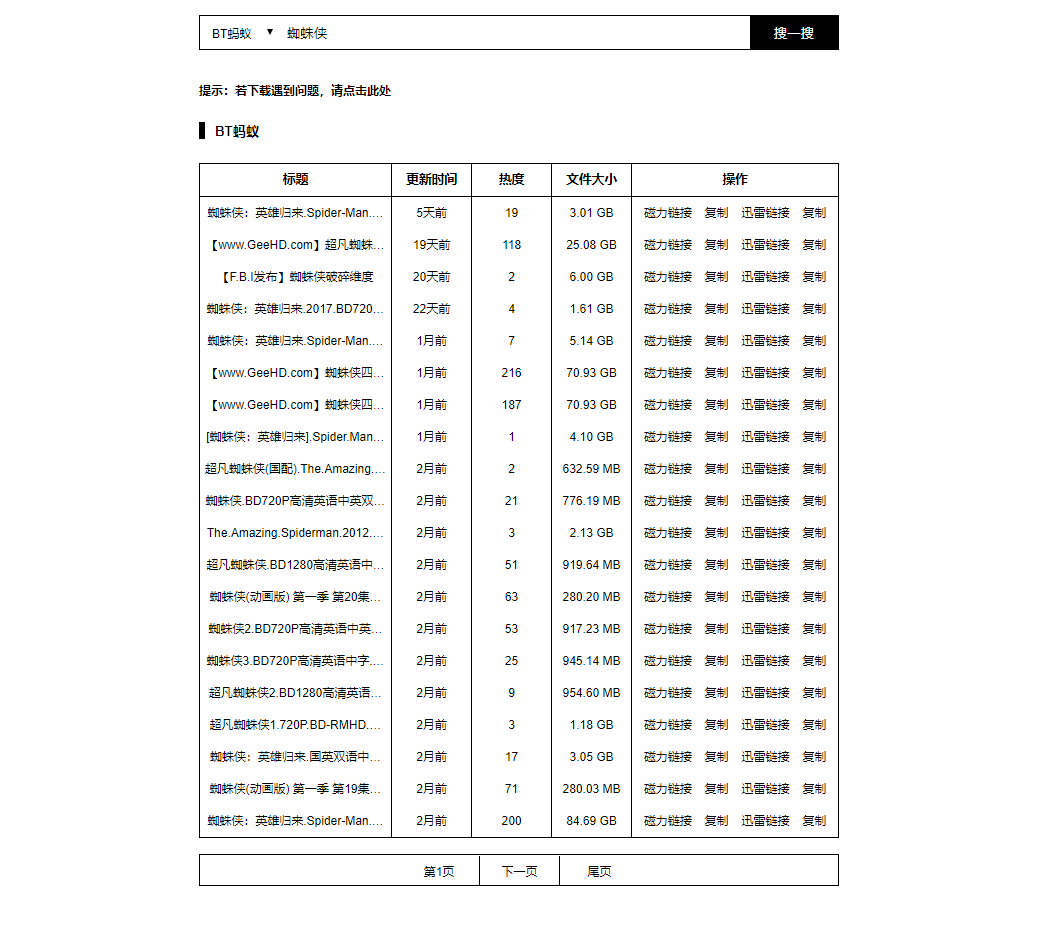 BT蚂蚁 ▼ 蜘蛛侠 搜一搜
提示：若下载遇到问题，请点击此处
BT蚂蚁
标题 更新时间 热度 文件大小 操作
蜘蛛侠：英雄归来.Spider-Man.... 5天前 19 3.01 GB 磁力链接 复制 迅雷链接 复制
【www.GeeHD.com】超凡蜘蛛... 19天前 118 25.08 GB 磁力链接 复制 迅雷链接 复制
【F.B.I发布】蜘蛛侠破碎维度 20天前 2 6.00 GB 磁力链接 复制 迅雷链接 复制
蜘蛛侠：英雄归来.2017.BD720... 22天前 4 1.61 GB 磁力链接 复制 迅雷链接 复制
蜘蛛侠：英雄归来.Spider-Man.... 1月前 7 5.14 GB 磁力链接 复制 迅雷链接 复制
【www.GeeHD.com】蜘蛛侠四... 1月前 216 70.93 GB 磁力链接 复制 迅雷链接 复制
【www.GeeHD.com】蜘蛛侠四... 1月前 187 70.93 GB 磁力链接 复制 迅雷链接 复制
[蜘蛛侠：英雄归来].Spider.Man... 1月前 1 4.10 GB 磁力链接 复制 迅雷链接 复制
超凡蜘蛛侠(国配).The.Amazing.... 2月前 2 632.59 MB 磁力链接 复制 迅雷链接 复制
蜘蛛侠.BD720P高清英语中英双... 2月前 21 776.19 MB 磁力链接 复制 迅雷链接 复制
The.Amazing.Spiderman.2012.... 2月前 3 2.13 GB 磁力链接 复制 迅雷链接 复制
超凡蜘蛛侠.BD1280高清英语中... 2月前 51 919.64 MB 磁力链接 复制 迅雷链接 复制
蜘蛛侠(动画版) 第一季 第20集... 2月前 63 280.20 MB 磁力链接 复制 迅雷链接 复制
蜘蛛侠2.BD720P高清英语中英... 2月前 53 917.23 MB 磁力链接 复制 迅雷链接 复制
蜘蛛侠3.BD720P高清英语中字.... 2月前 25 945.14 MB 磁力链接 复制 迅雷链接 复制
超凡蜘蛛侠2.BD1280高清英语... 2月前 9 954.60 MB 磁力链接 复制 迅雷链接 复制
超凡蜘蛛侠1.720P.BD-RMHD.... 2月前 3 1.18 GB 磁力链接 复制 迅雷链接 复制
蜘蛛侠：英雄归来.国英双语中... 2月前 17 3.05 GB 磁力链接 复制 迅雷链接 复制
蜘蛛侠(动画版) 第一季 第19集... 2月前 71 280.03 MB 磁力链接 复制 迅雷链接 复制
蜘蛛侠：英雄归来.Spider-Man.... 2月前 200 84.69 GB 磁力链接 复制 迅雷链接 复制
第1页 下一页 尾页